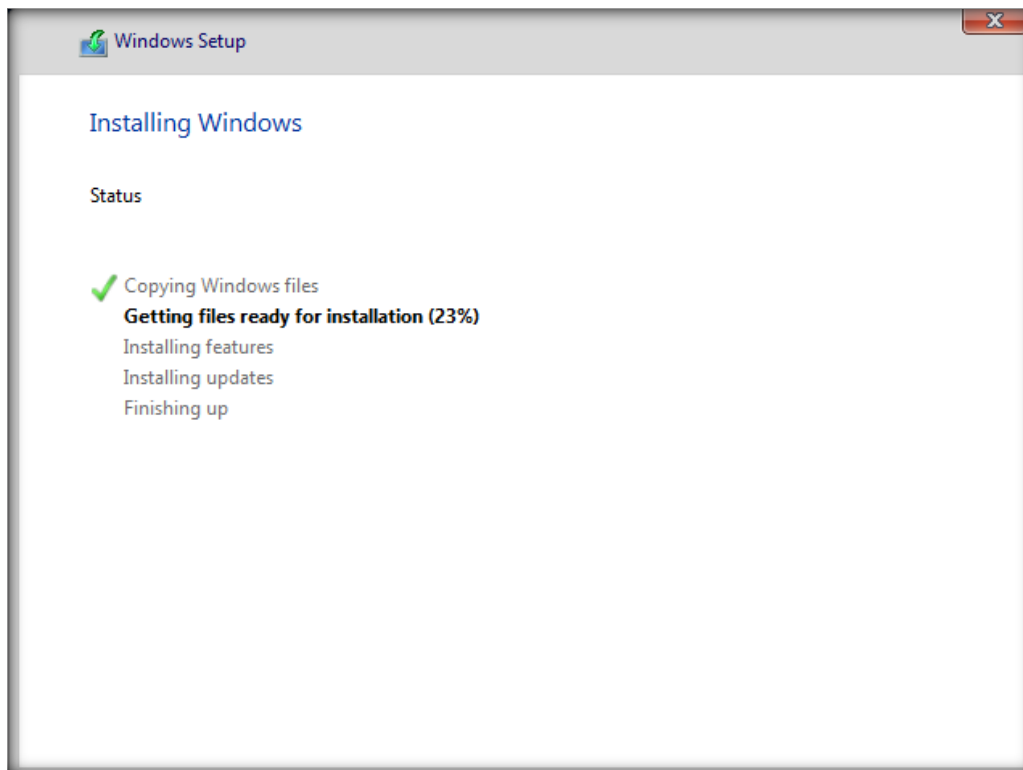 Windows Setup
Installing Windows
Status
Copying Windows files
Getting files ready for installation (23%)
Installing features
Installing updates
Finishing up